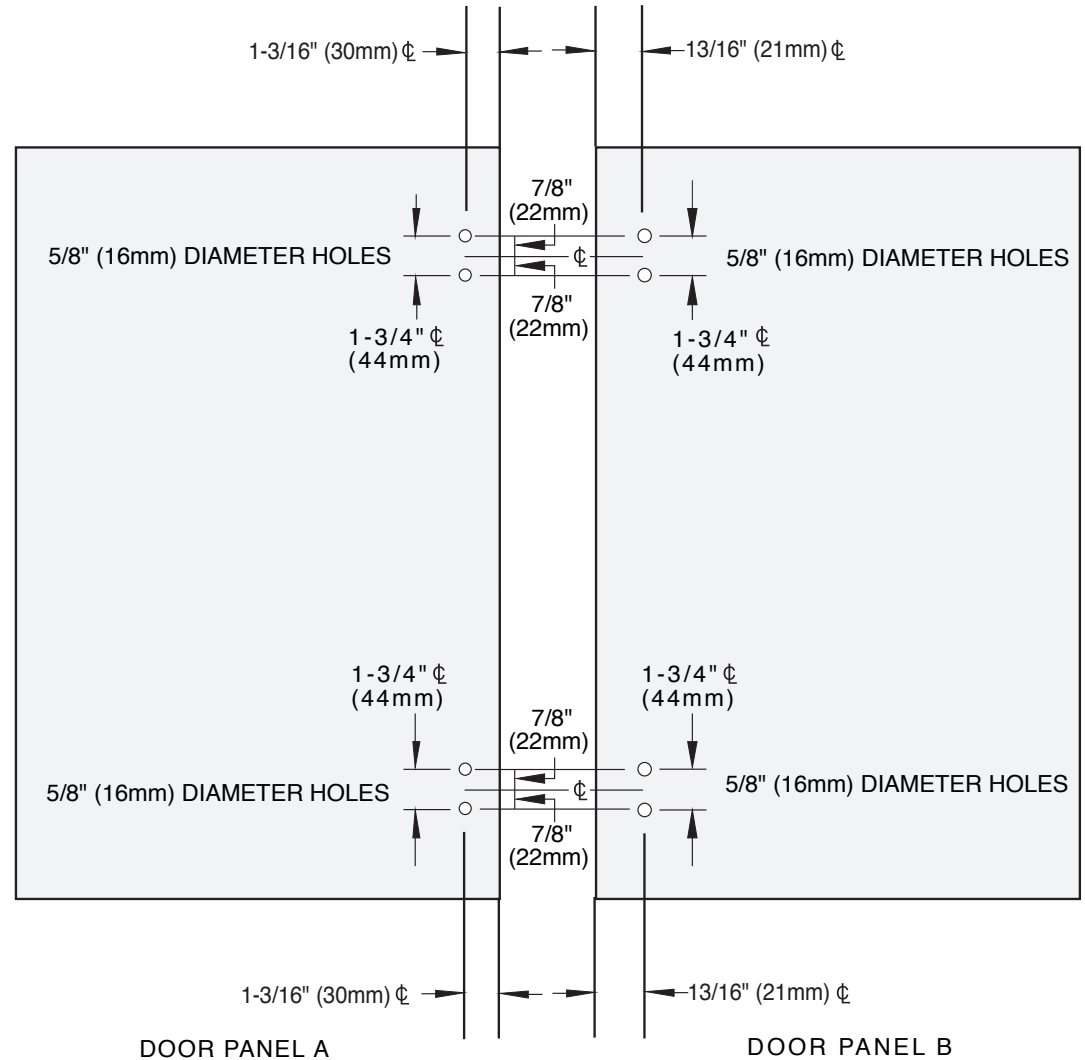 1-3/16" (30mm) ℄
13/16" (21mm) ℄
7/8"
(22mm)
5/8" (16mm) DIAMETER HOLES
℄
5/8" (16mm) DIAMETER HOLES
7/8"
(22mm)
1-3/4" ℄
(44mm)
1-3/4" ℄
(44mm)
1-3/4" ℄
(44mm)
1-3/4" ℄
(44mm)
7/8"
(22mm)
5/8" (16mm) DIAMETER HOLES
℄
5/8" (16mm) DIAMETER HOLES
7/8"
(22mm)
1-3/16" (30mm) ℄
13/16" (21mm) ℄
DOOR PANEL A
DOOR PANEL B